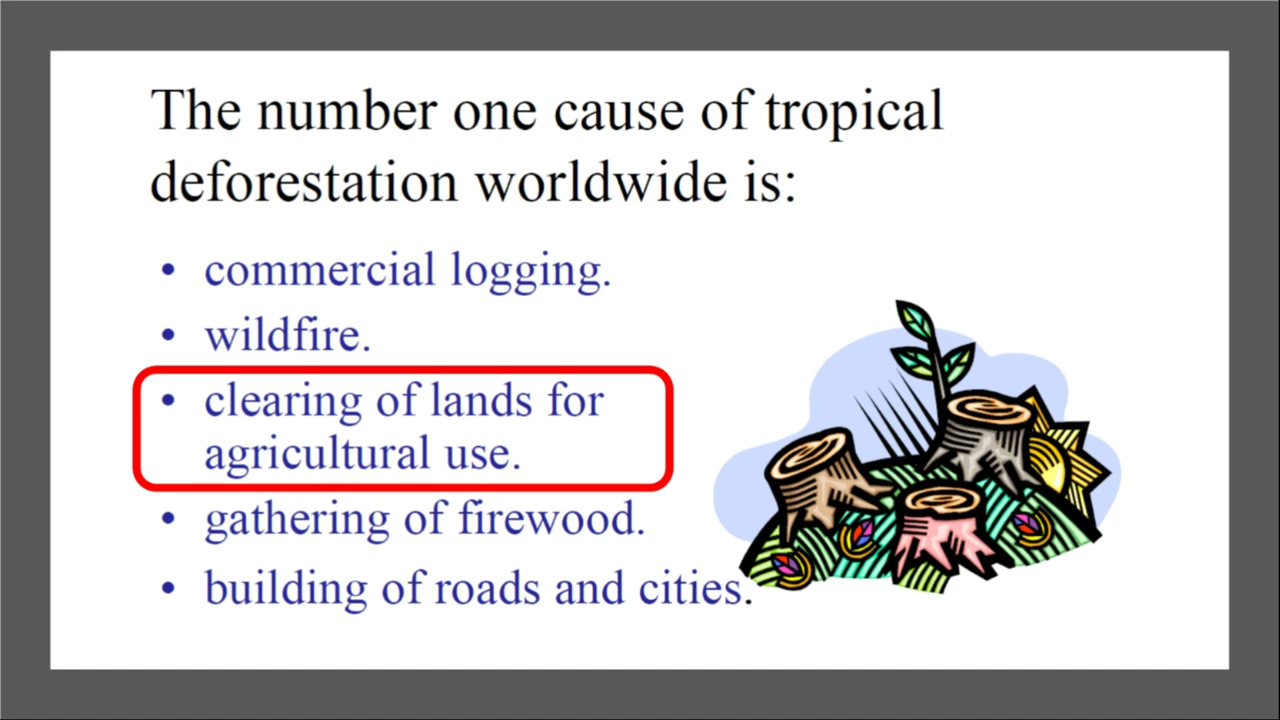 The number one cause of tropical
deforestation worldwide is:
• commercial logging.
• wildfire.
• clearing of lands for
agricultural use.
• gathering of firewood.
• building of roads and cities.